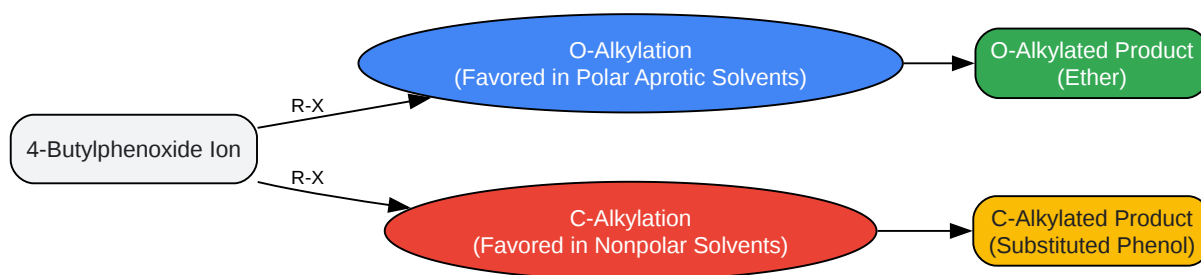 4-Butylphenoxide Ion
R-X
O-Alkylation
(Favored in Polar Aprotic Solvents)
O-Alkylated Product
(Ether)
R-X
C-Alkylation
(Favored in Nonpolar Solvents)
C-Alkylated Product
(Substituted Phenol)